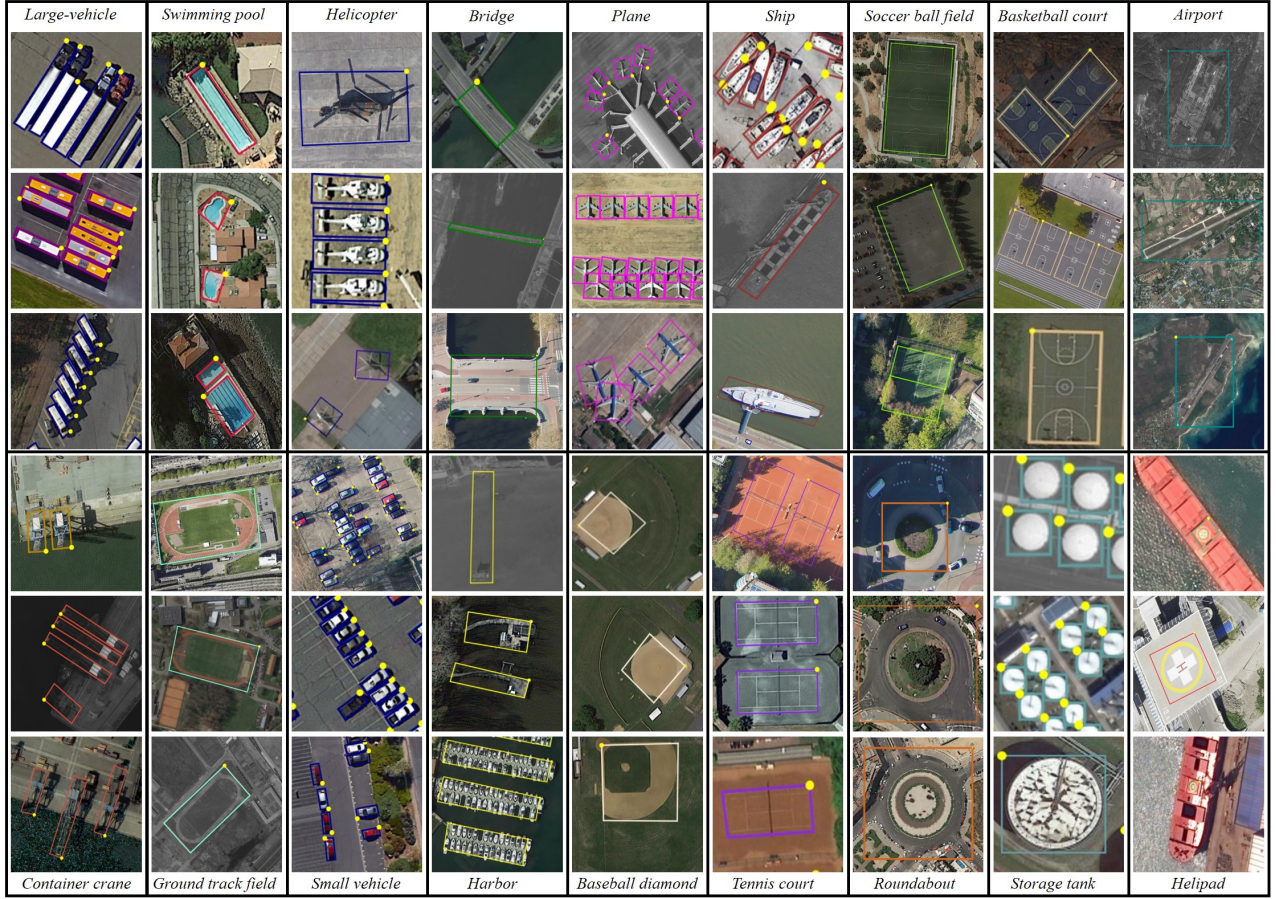 Large-vehicle
Swimming pool
Helicopter
Bridge
Plane
Ship
Soccer ball field
Basketball court
Airport
H
Container crane
Ground track field
Small vehicle
Harbor
Baseball diamond
Tennis court
Roundabout
Storage tank
Helipad